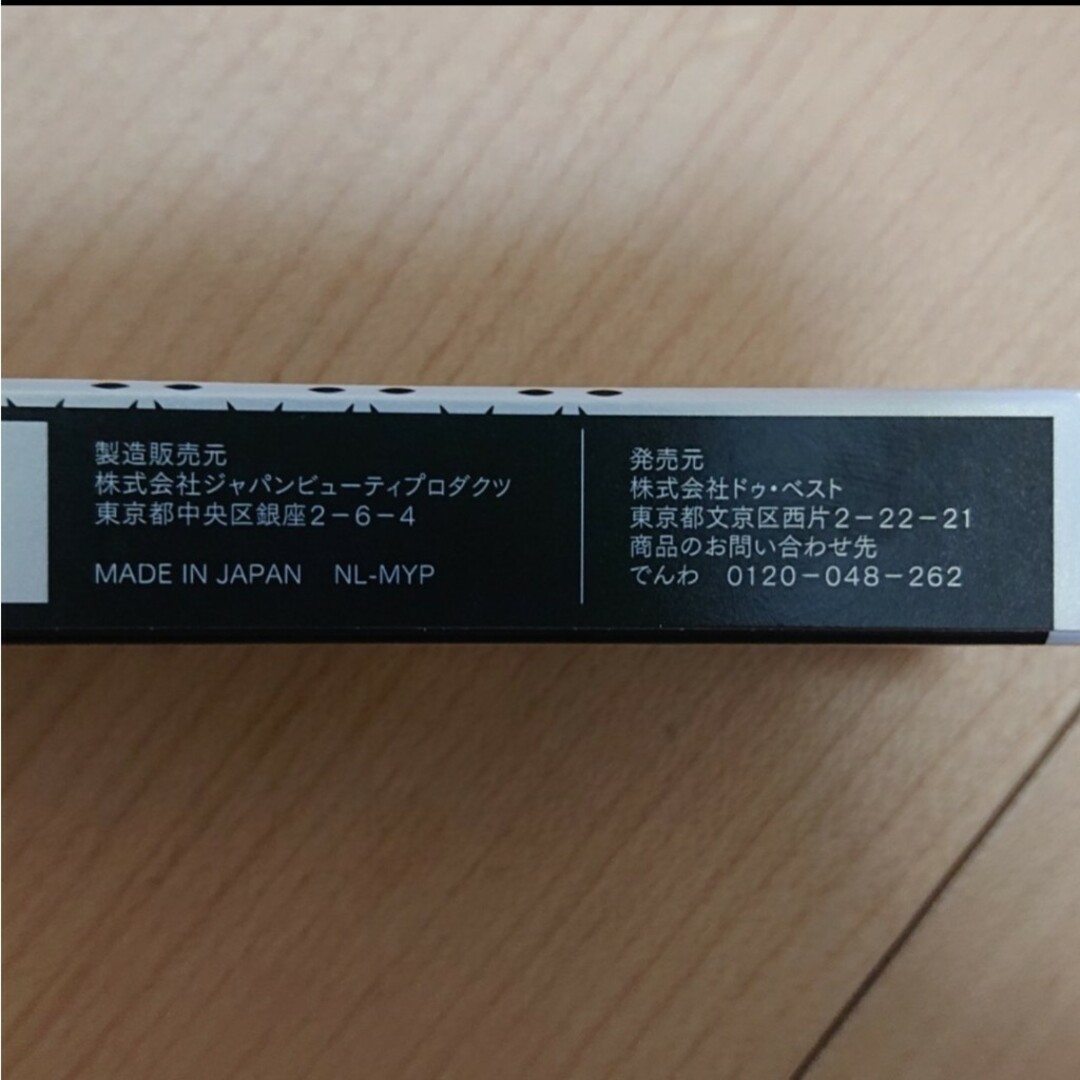 製造販売元
株式会社ジャパンビューティプロダクツ
東京都中央区銀座2-6-4
MADE IN JAPAN NL-MYP
発売元
株式会社ドゥ・ベスト
東京都文京区西片2-22-21
商品のお問い合わせ先
でんわ 0120-048-262